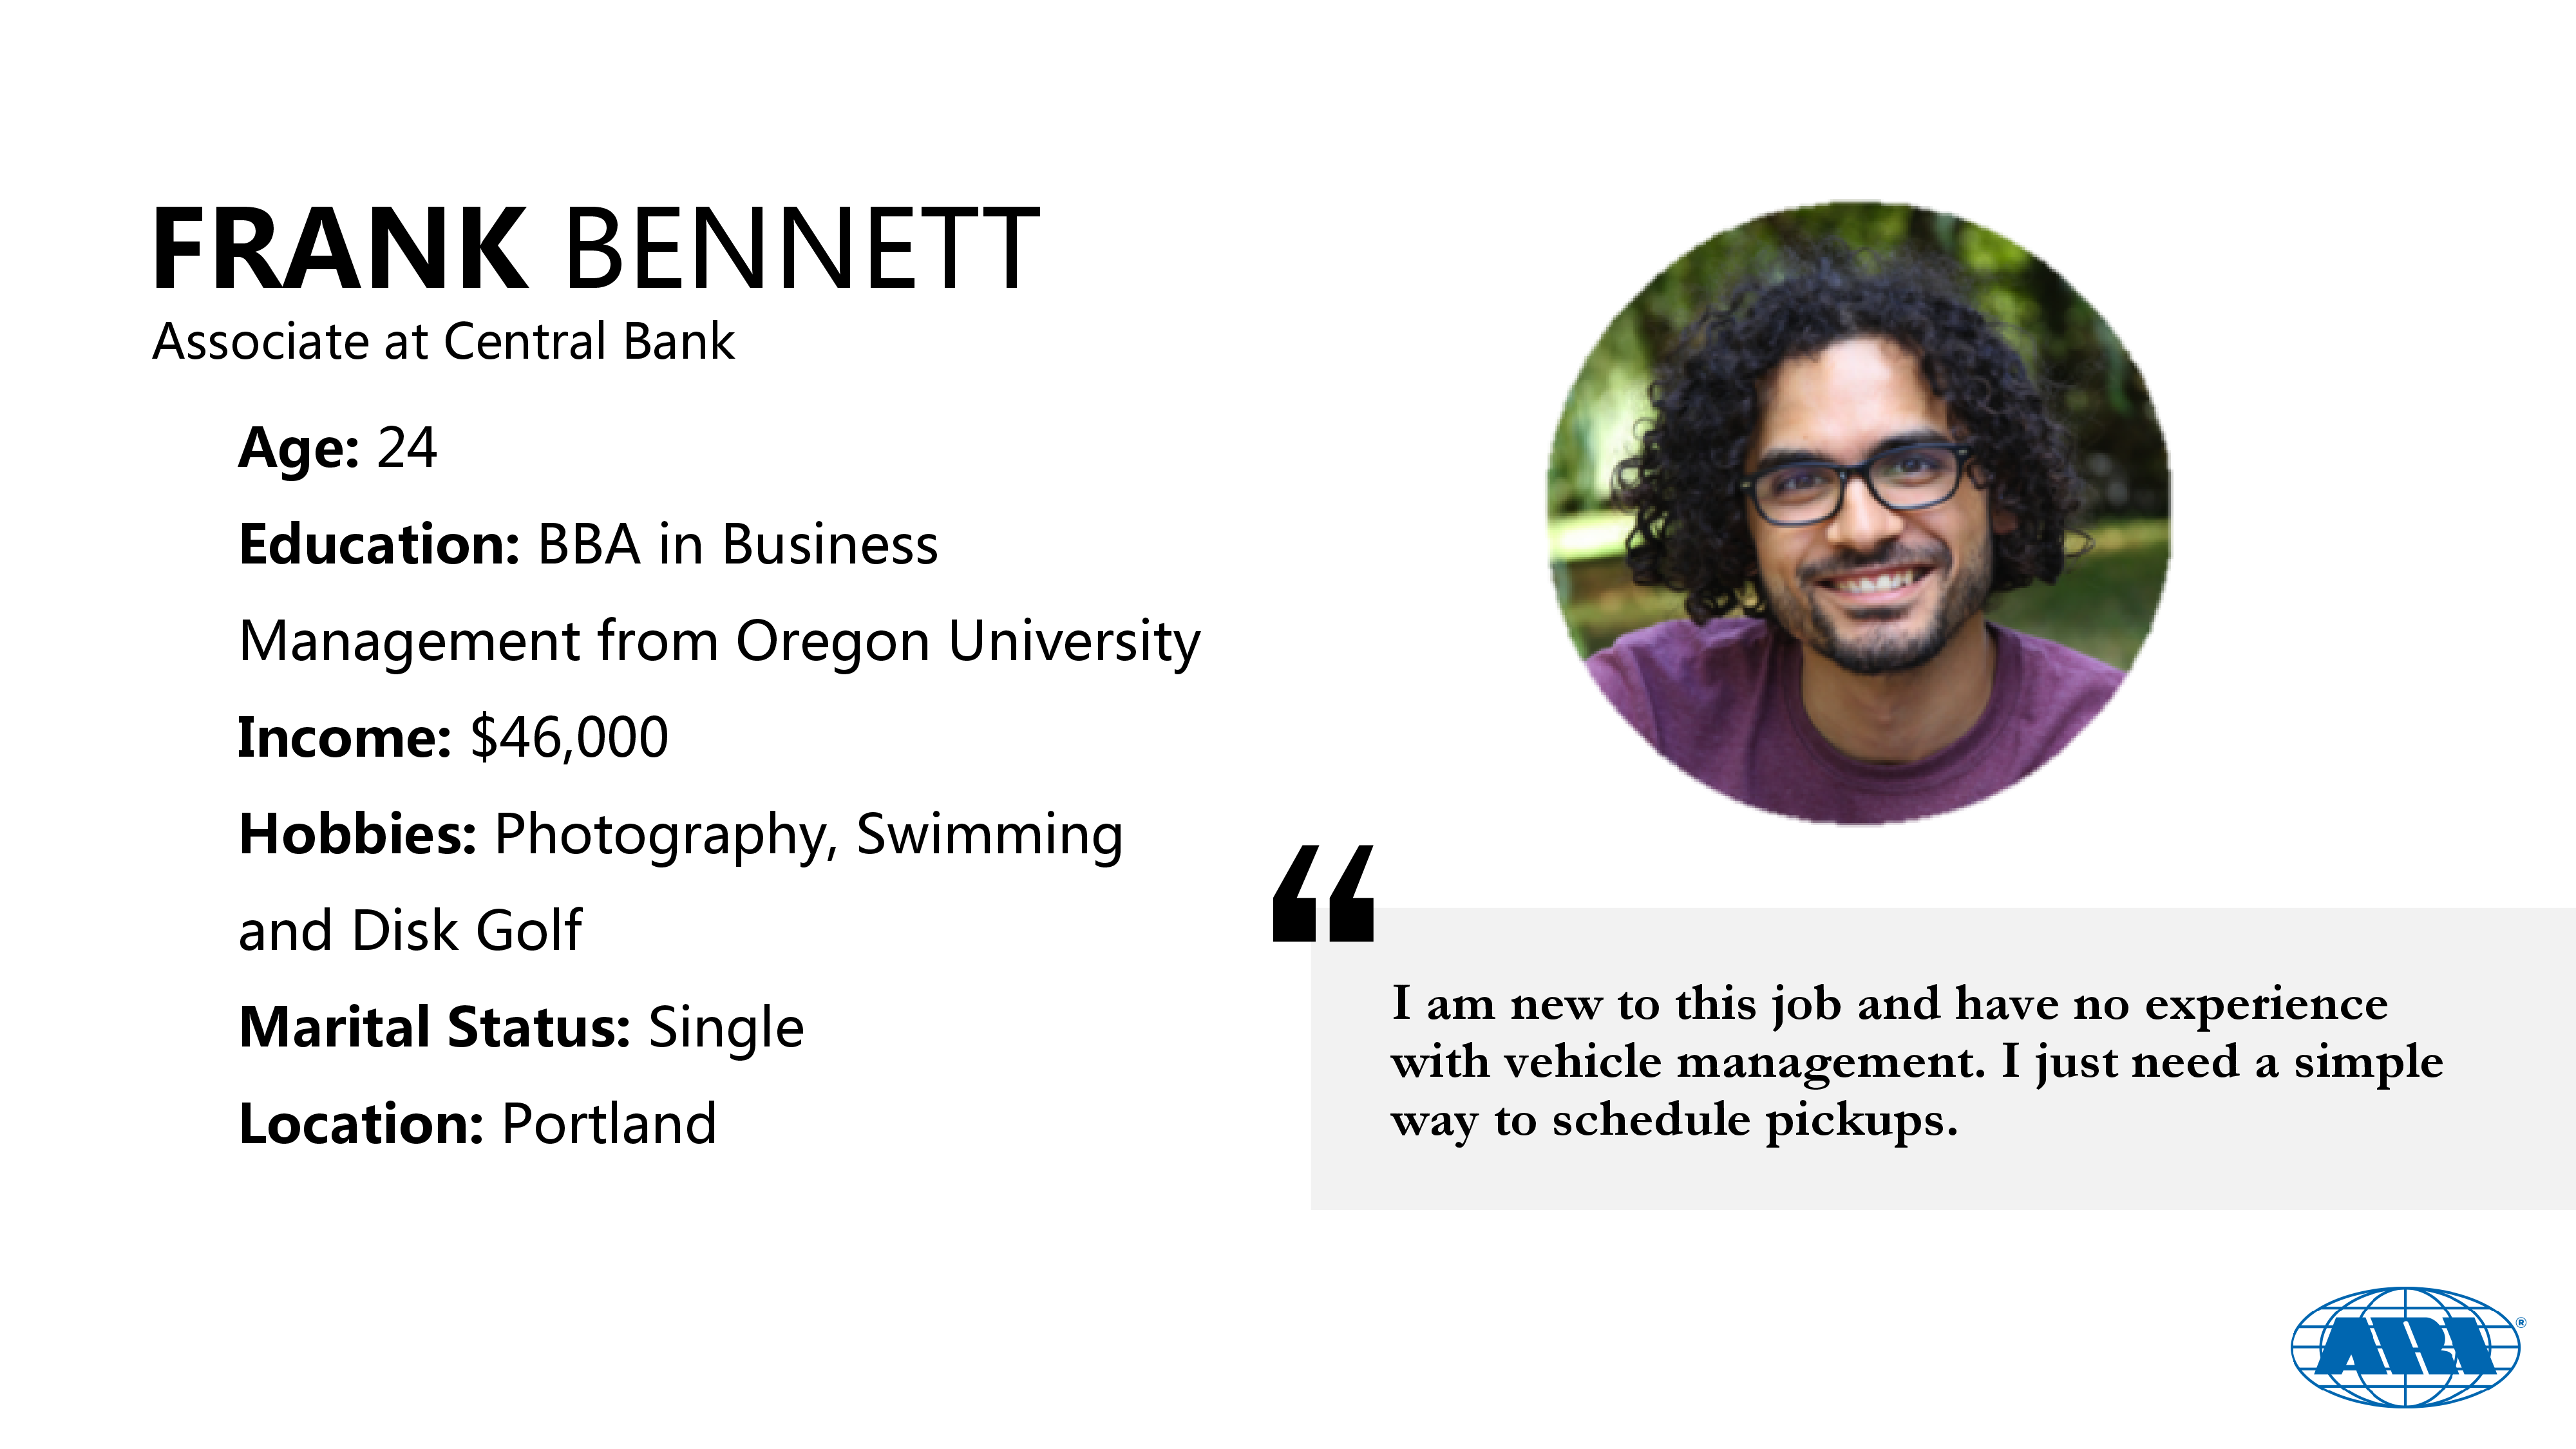 FRANK BENNETT
Associate at Central Bank
Age: 24
Education: BBA in Business
Management from Oregon University
Income: $46,000
Hobbies: Photography, Swimming
and Disk Golf
Marital Status: Single
Location: Portland
“
I am new to this job and have no experience
with vehicle management. I just need a simple
way to schedule pickups.
ARI®